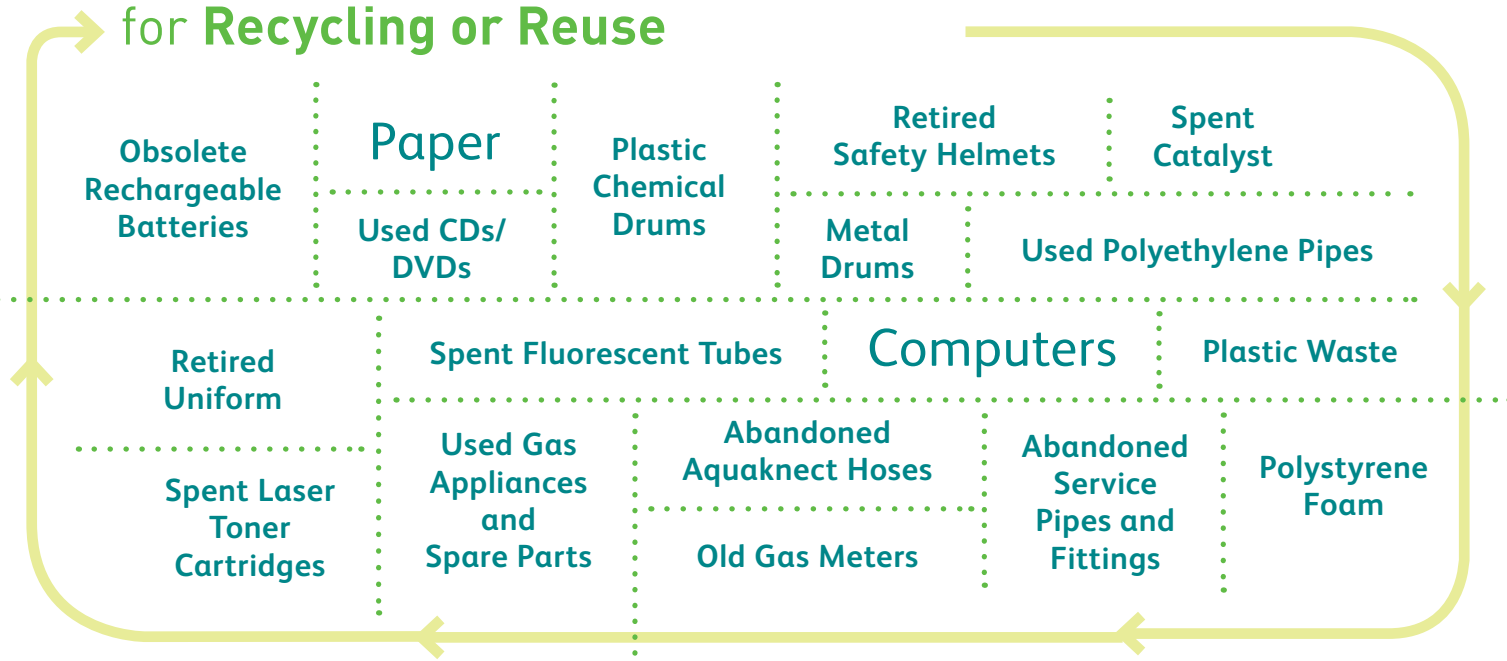 for Recycling or Reuse
Obsolete
Rechargeable
Batteries
Paper
Used CDs/
DVDs
Plastic
Chemical
Drums
Retired
Safety Helmets
Spent
Catalyst
Metal
Drums
Used Polyethylene Pipes
Retired
Uniform
Spent Fluorescent Tubes
Computers
Plastic Waste
Spent Laser
Toner
Cartridges
Used Gas
Appliances
and
Spare Parts
Abandoned
Aquaknect Hoses
Old Gas Meters
Abandoned
Service
Pipes and
Fittings
Polystyrene
Foam